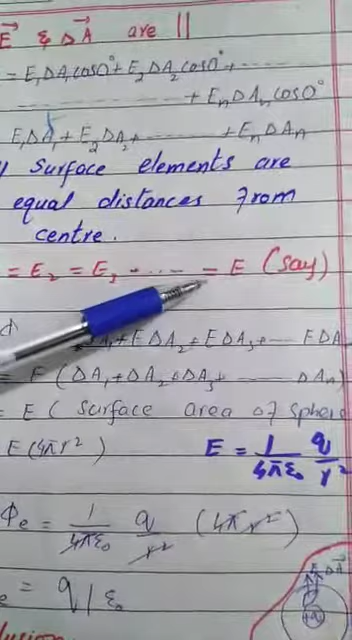 E⃗ & ΔA⃗ are ||
= E₁ΔA₁cos0° + E₂ΔA₂cos0° + ........
............ + EₙΔAₙcos0°
E₁ΔA₁ + E₂ΔA₂ + ........ + EₙΔAₙ
Surface elements are
equal distances from
centre.
= E₂ = E₃ ------ = E (say)
ΔA₁ + EΔA₂ + EΔA₃ + --- EΔA
= E (ΔA₁ + ΔA₂ + ΔA₃ + ------ ΔAₙ)
= E (surface area of sphere
E (4πr²) E = 1/4πε₀ q/r²
Φe = 1/4πε₀ q/r² (4πr²)
e = q/ε₀
E ΔA⃗
+q